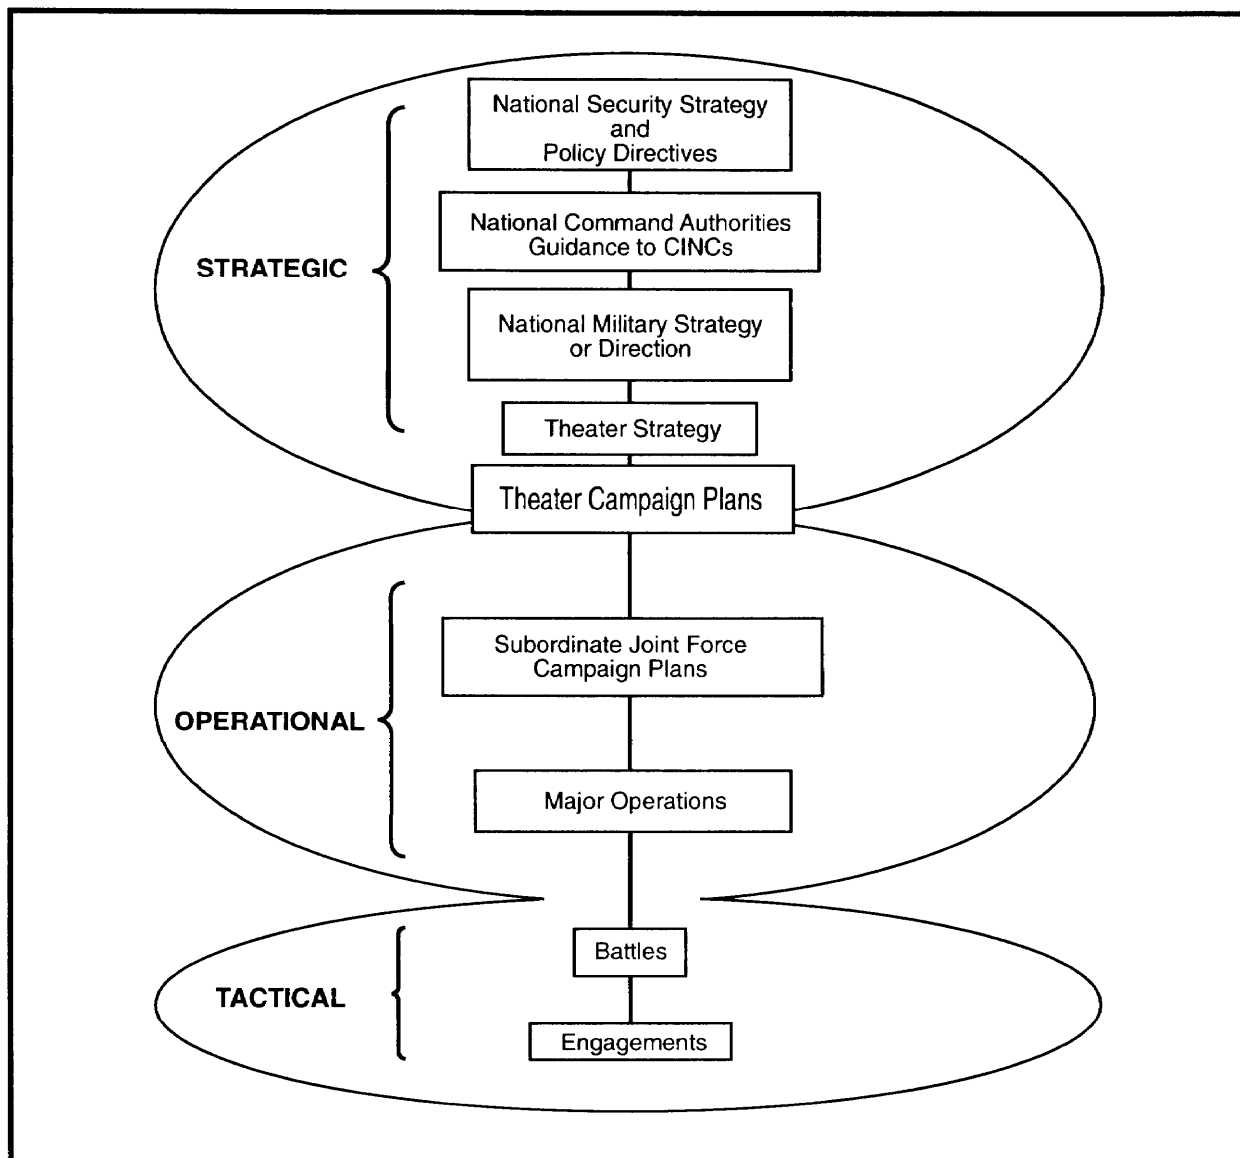 National Security Strategy
and
Policy Directives
National Command Authorities
Guidance to CINCs
STRATEGIC
National Military Strategy
or Direction
Theater Strategy
Theater Campaign Plans
Subordinate Joint Force
Campaign Plans
OPERATIONAL
Major Operations
Battles
TACTICAL
Engagements